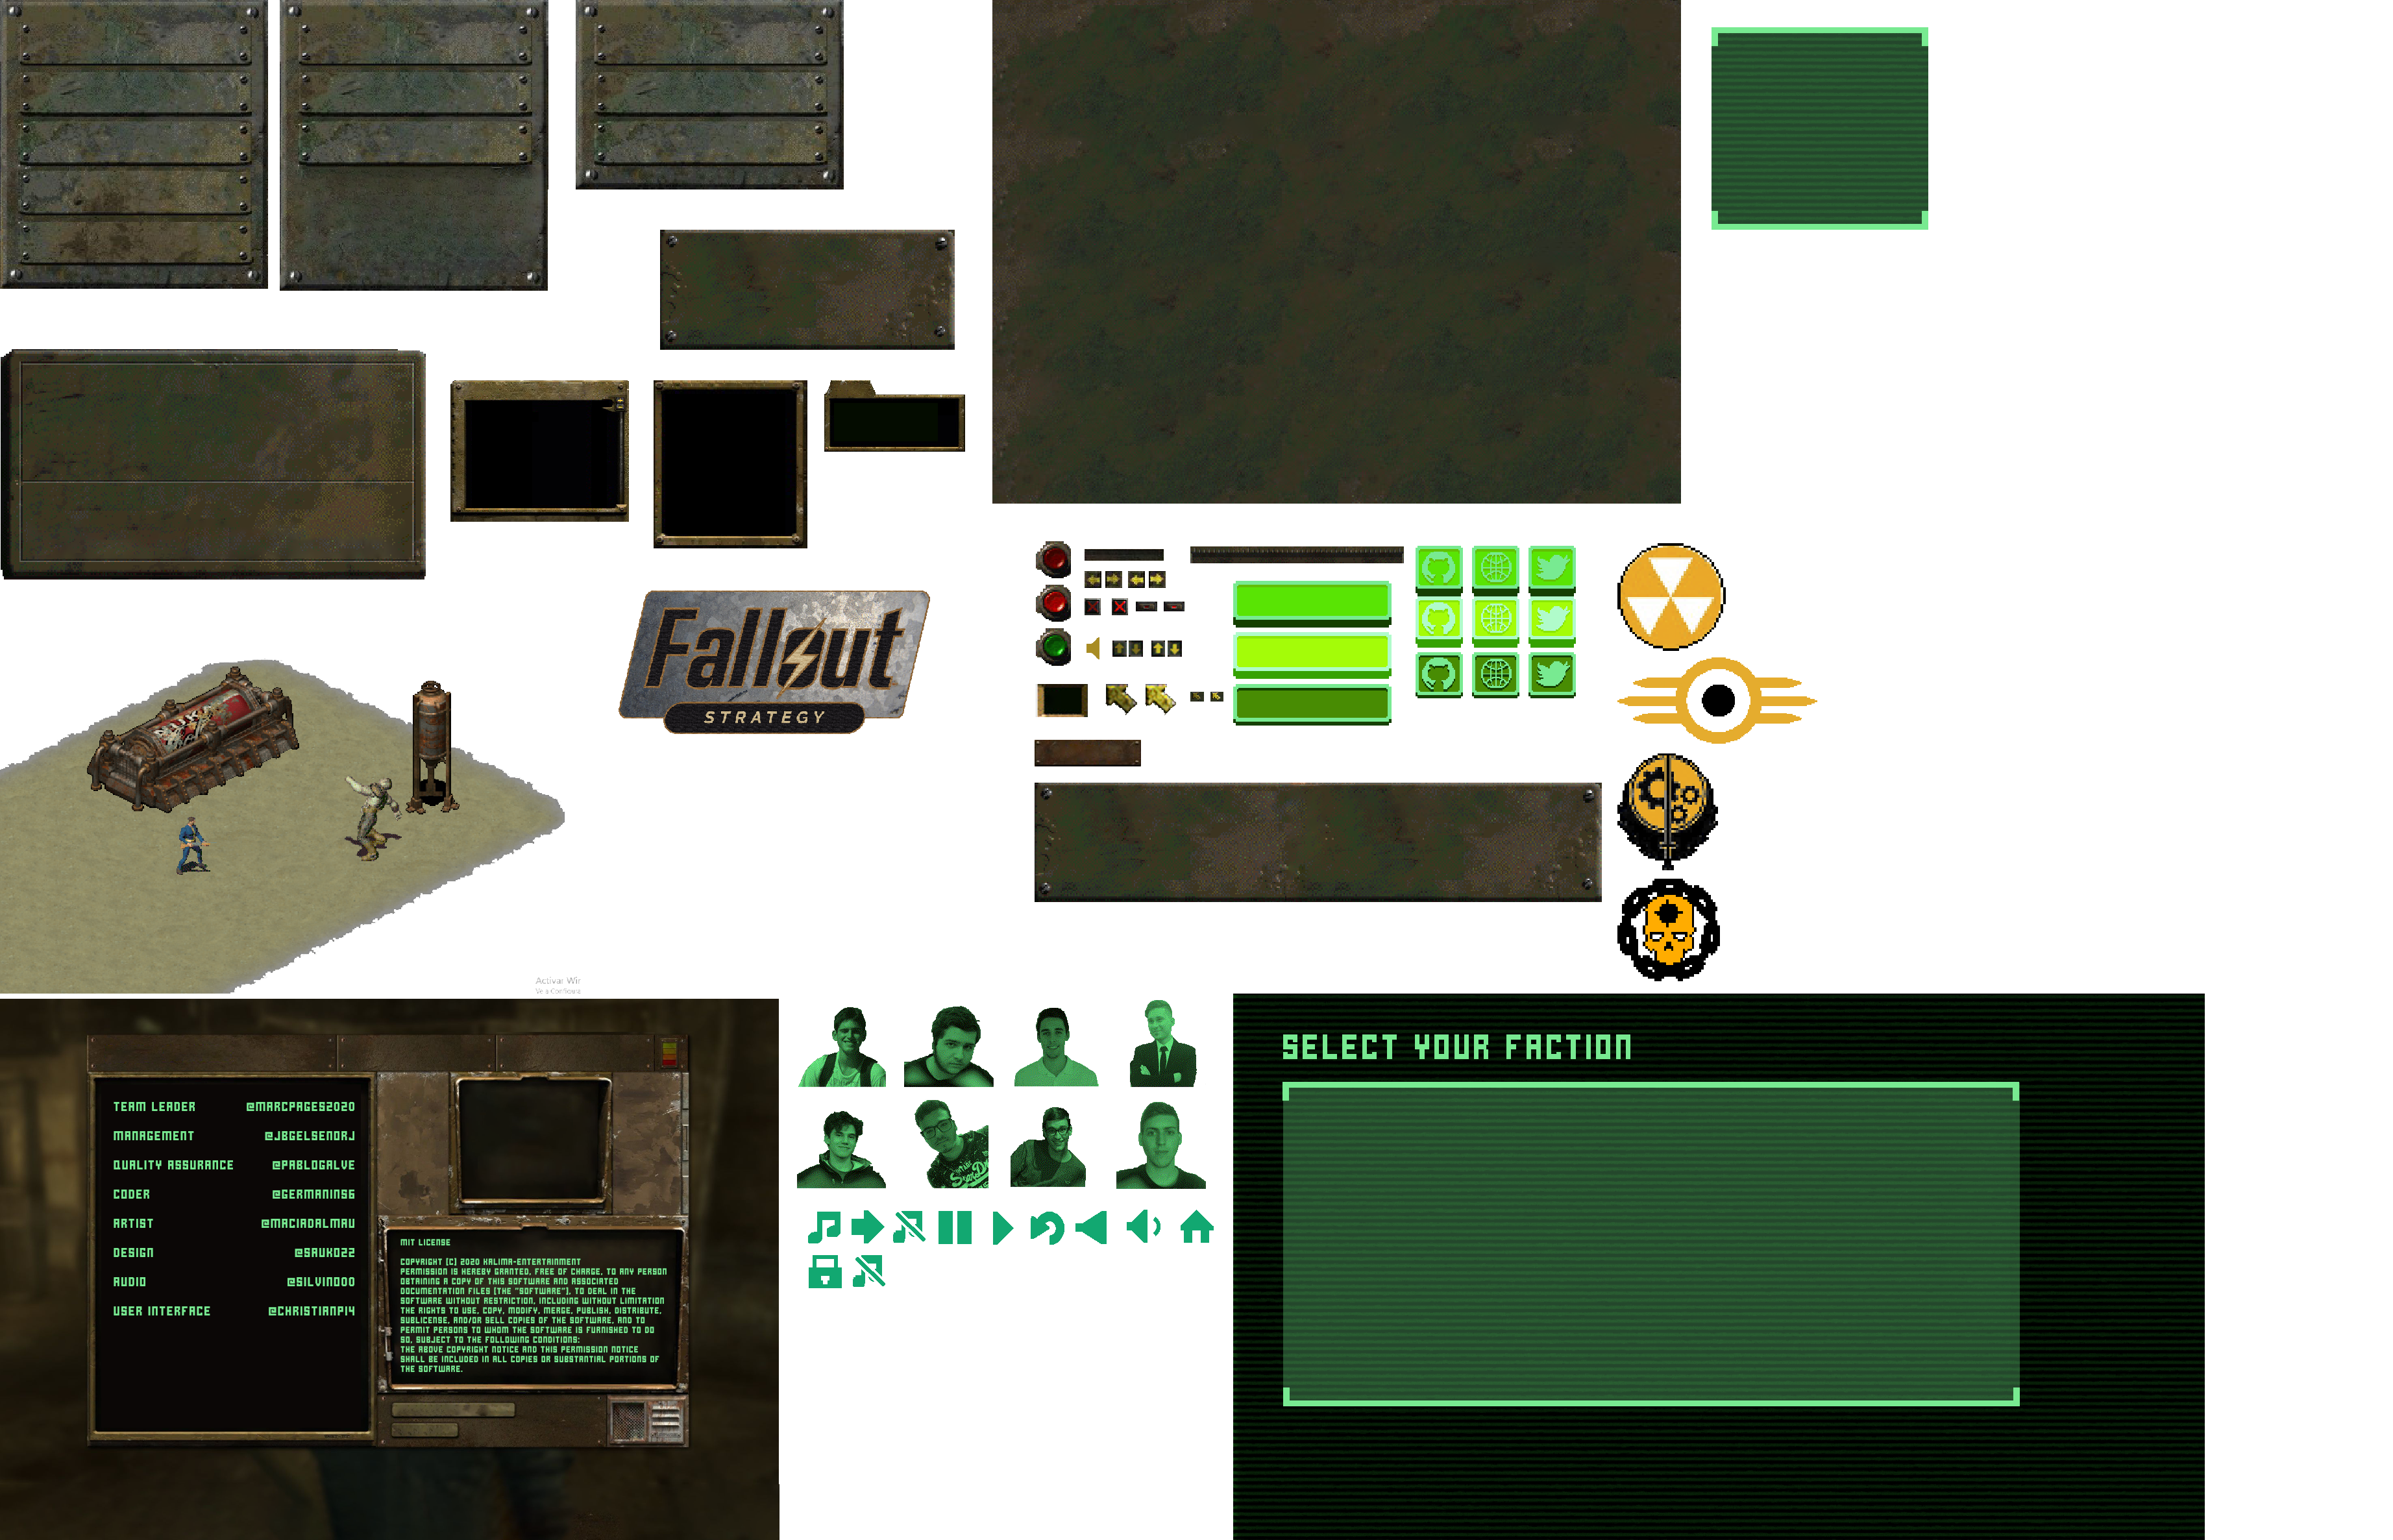 Fallout
STRATEGY
Activar Wir
SELECT YOUR FACTION
TEAM LEADER @MARCPAGES2020
MANAGEMENT @JBGELSENORJ
QUALITY ASSURANCE @PABLOGALVE
CODER @GERMANINS6
ARTIST @MACIADALMAU
DESIGN @SAUKO22
AUDIO @SILVINO00
USER INTERFACE @CHRISTIANPI4
MIT LICENSE
COPYRIGHT [C] 2020 KALIMA-ENTERTAINMENT
PERMISSION IS HEREBY GRANTED, FREE OF CHARGE, TO ANY PERSON
OBTAINING A COPY OF THIS SOFTWARE AND ASSOCIATED
DOCUMENTATION FILES [THE "SOFTWARE"], TO DEAL IN THE
SOFTWARE WITHOUT RESTRICTION, INCLUDING WITHOUT LIMITATION
THE RIGHTS TO USE, COPY, MODIFY, MERGE, PUBLISH, DISTRIBUTE,
SUBLICENSE, AND/OR SELL COPIES OF THE SOFTWARE, AND TO
PERMIT PERSONS TO WHOM THE SOFTWARE IS FURNISHED TO DO
SO, SUBJECT TO THE FOLLOWING CONDITIONS:
THE ABOVE COPYRIGHT NOTICE AND THIS PERMISSION NOTICE
SHALL BE INCLUDED IN ALL COPIES OR SUBSTANTIAL PORTIONS OF
THE SOFTWARE.